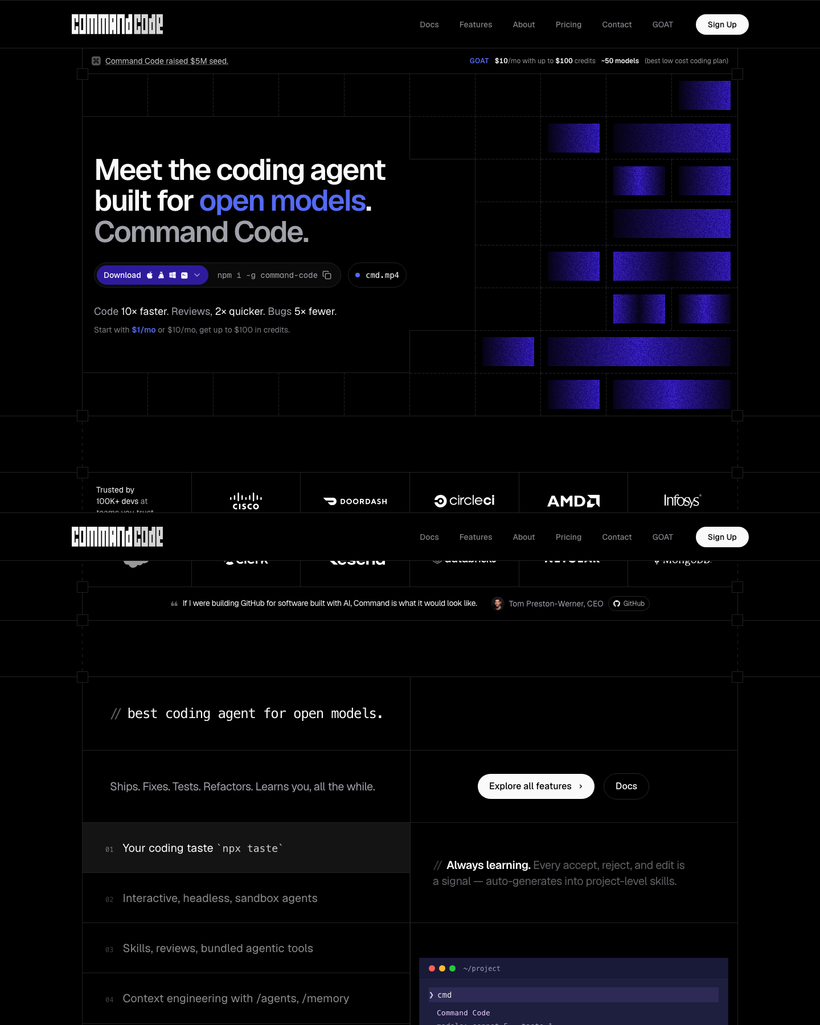 COMMANDCODE
Docs Features About Pricing Contact GOAT Sign Up
Command Code raised $5M seed.
GOAT $10/mo with up to $100 credits ~50 models (best low cost coding plan)
Meet the coding agent
built for open models.
Command Code.
Download npm i -g command-code cmd.mp4
Code 10× faster. Reviews, 2× quicker. Bugs 5× fewer.
Start with $1/mo or $10/mo, get up to $100 in credits.
Trusted by
100K+ devs at
CISCO DOORDASH circleci AMD Infosys
COMMANDCODE
Docs Features About Pricing Contact GOAT Sign Up
If I were building GitHub for software built with AI, Command is what it would look like. Tom Preston-Werner, CEO GitHub
// best coding agent for open models.
Ships. Fixes. Tests. Refactors. Learns you, all the while.
Explore all features › Docs
01 Your coding taste `npx taste`
// Always learning. Every accept, reject, and edit is
a signal — auto-generates into project-level skills.
02 Interactive, headless, sandbox agents
03 Skills, reviews, bundled agentic tools
04 Context engineering with /agents, /memory
~/project
❯ cmd
Command Code